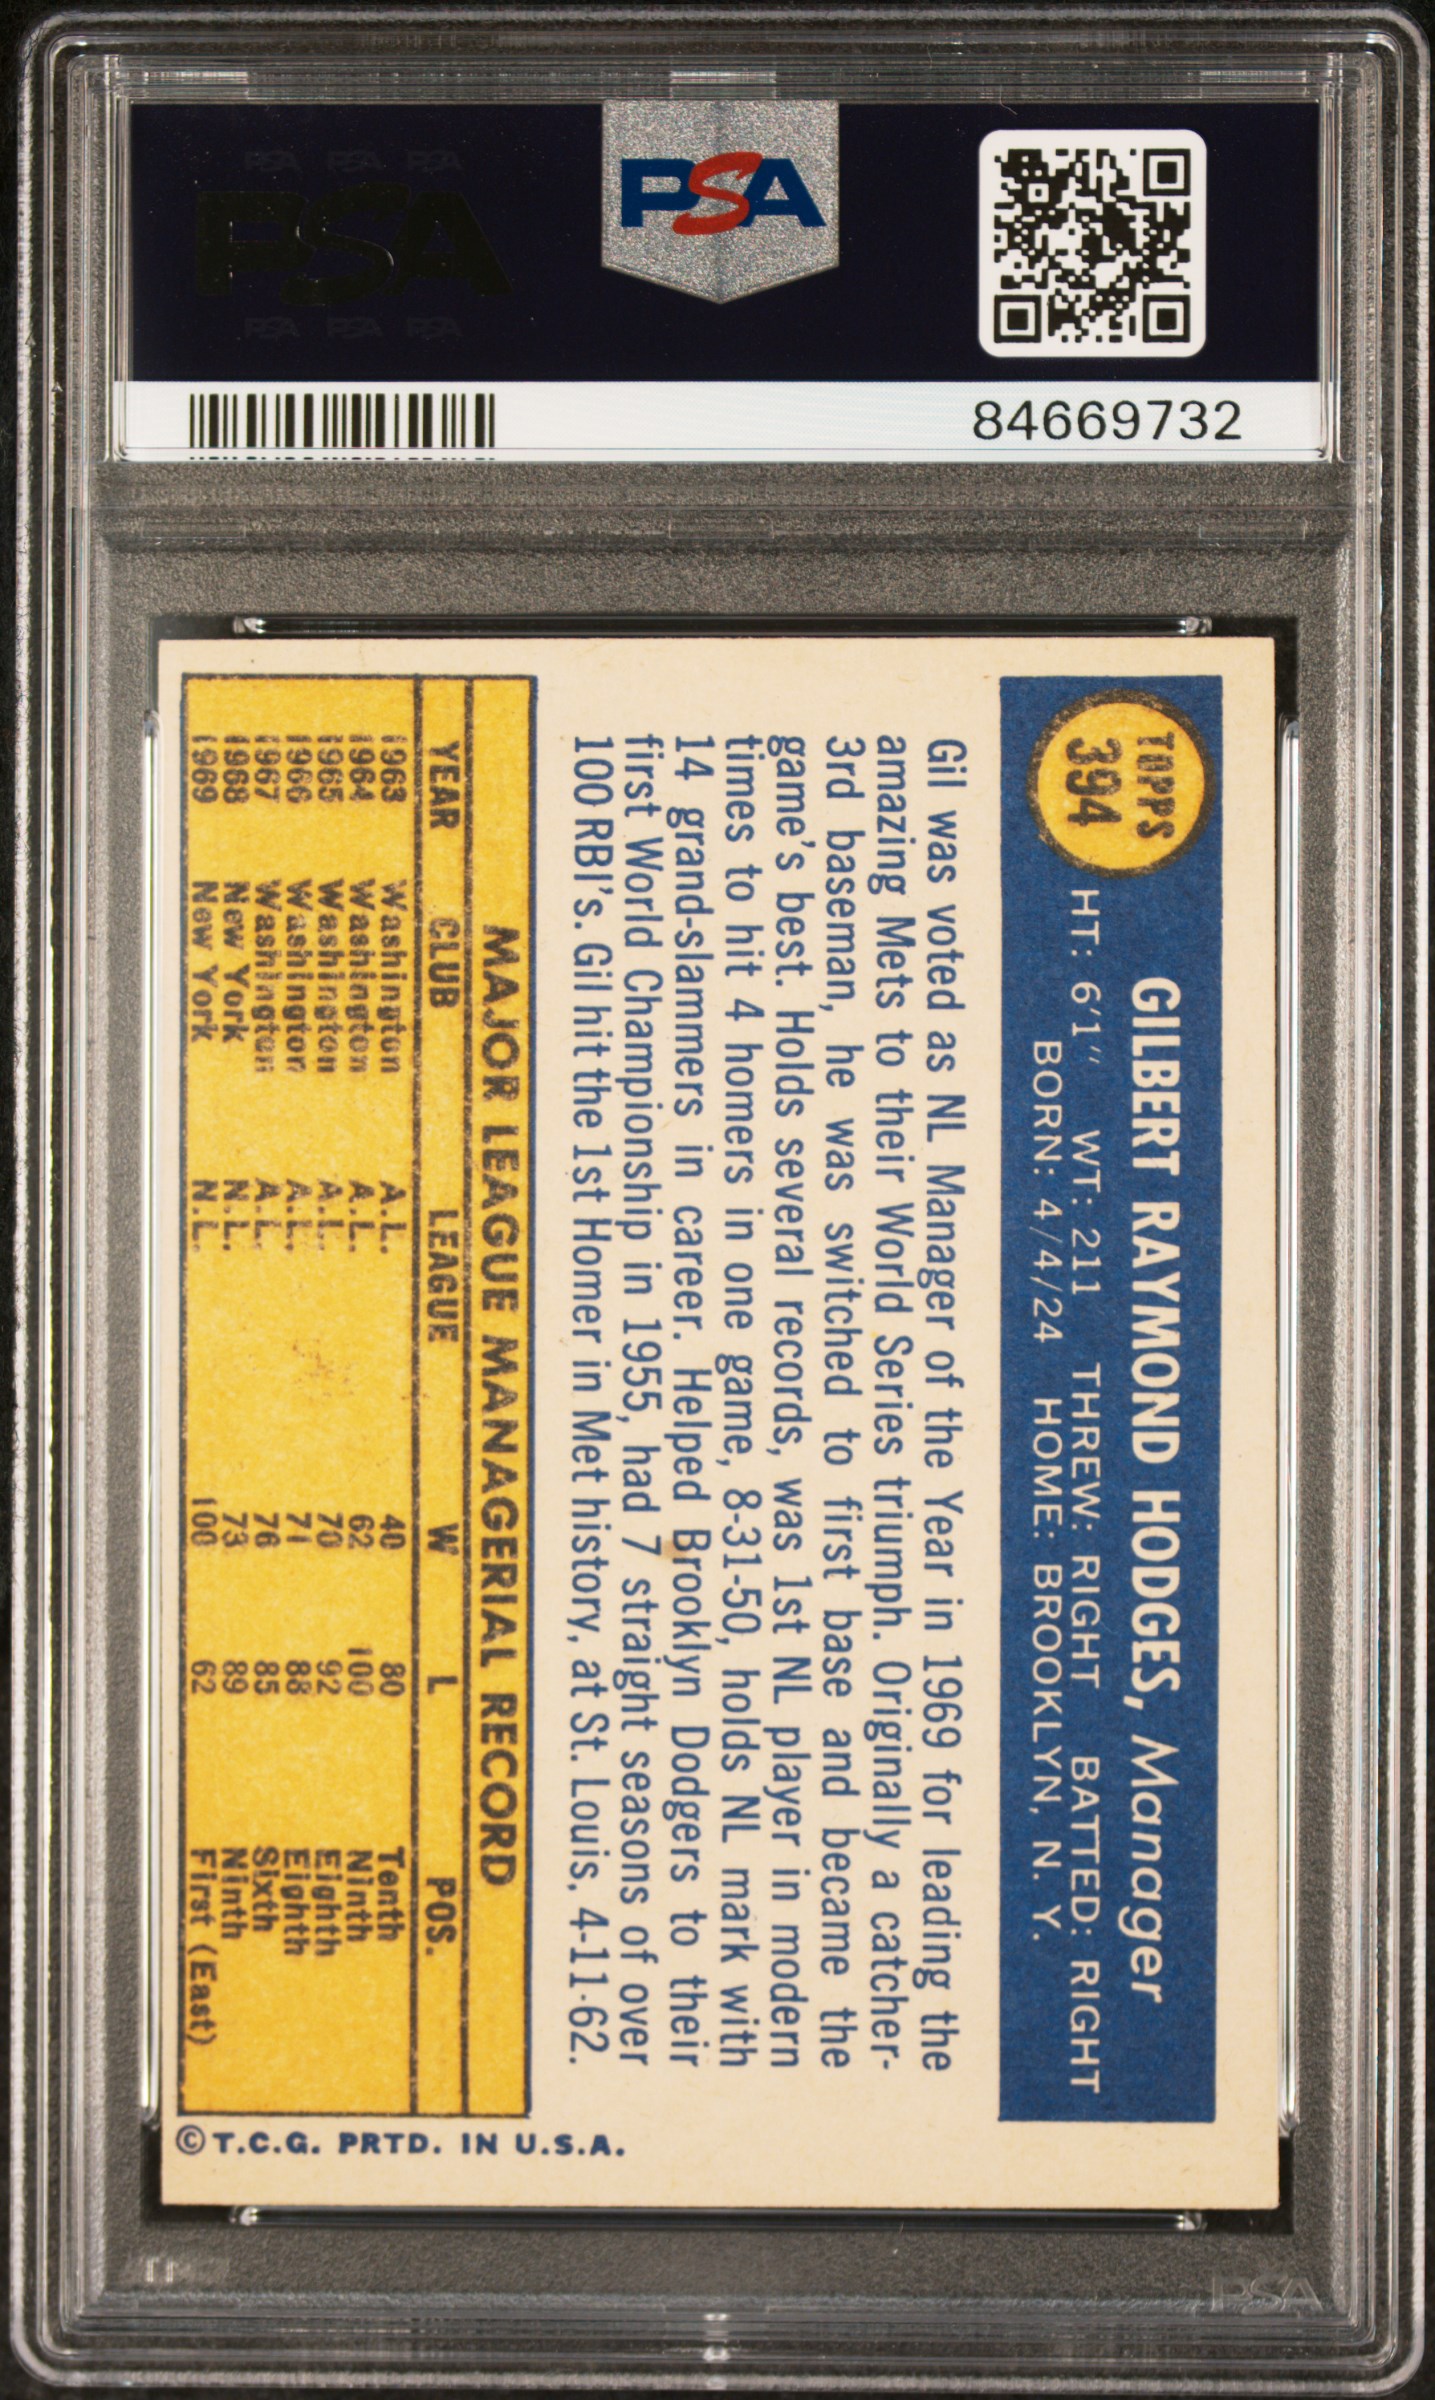 PSA PSA PSA
PSA
PSA PSA PSA
PSA
84669732
TOPPS
394
GILBERT RAYMOND HODGES, Manager
HT: 6'1" WT: 211 THREW: RIGHT BATTED: RIGHT
BORN: 4/4/24 HOME: BROOKLYN, N. Y.
Gil was voted as NL Manager of the Year in 1969 for leading the
amazing Mets to their World Series triumph. Originally a catcher-
3rd baseman, he was switched to first base and became the
game's best. Holds several records, was 1st NL player in modern
times to hit 4 homers in one game, 8-31-50, holds NL mark with
14 grand-slammers in career. Helped Brooklyn Dodgers to their
first World Championship in 1955, had 7 straight seasons of over
100 RBI's. Gil hit the 1st Homer in Met history, at St. Louis, 4-11-62.
MAJOR LEAGUE MANAGERIAL RECORD
YEAR CLUB LEAGUE W L POS.
1963 Washington A.L. 40 80 Tenth
1964 Washington A.L. 62 100 Ninth
1965 Washington A.L. 70 92 Eighth
1966 Washington A.L. 71 88 Eighth
1967 Washington A.L. 76 85 Sixth
1968 New York N.L. 73 89 Ninth
1969 New York N.L. 100 62 First (East)
©T.C.G. PRTD. IN U.S.A.
PSA